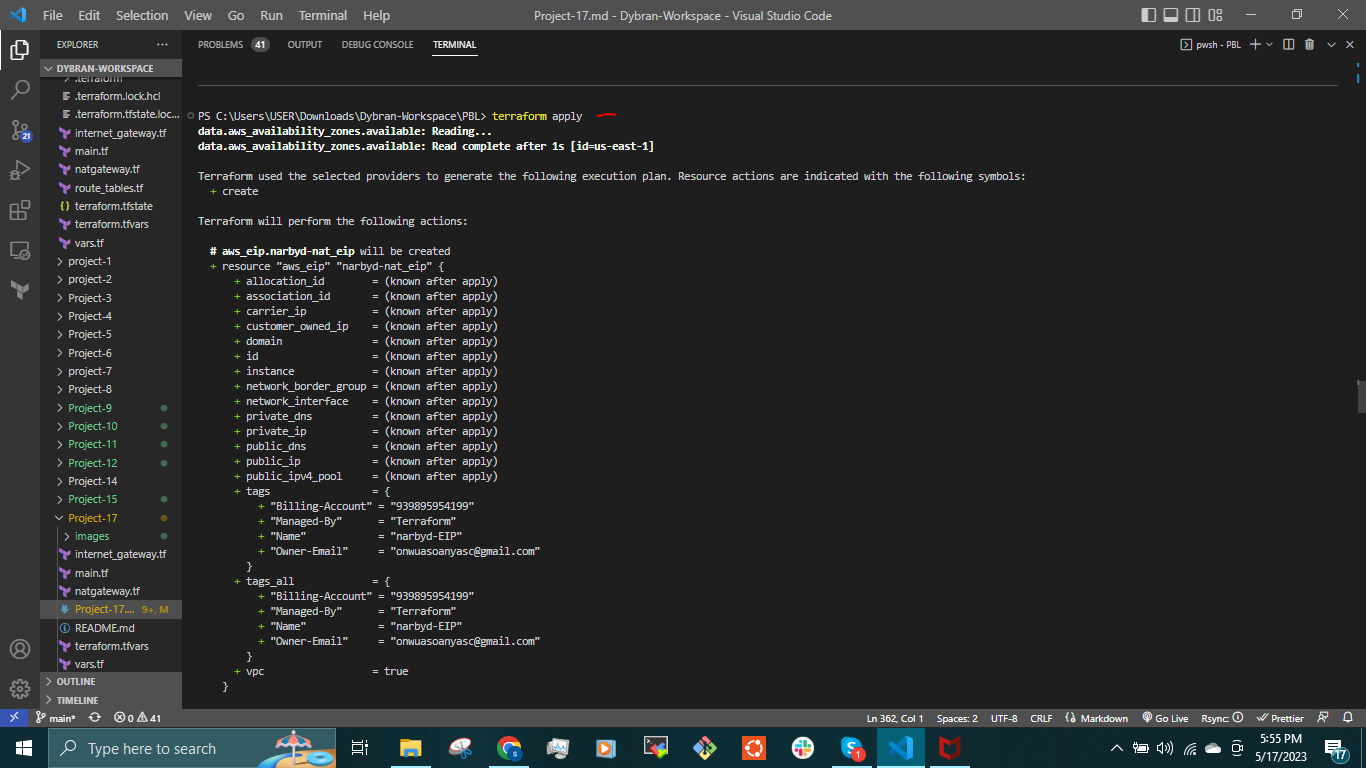 File Edit Selection View Go Run Terminal Help
Project-17.md - Dybran-Workspace - Visual Studio Code
EXPLORER
DYBRAN-WORKSPACE
.terraform
.terraform.lock.hcl
.terraform.tfstate.loc...
internet_gateway.tf
main.tf
natgateway.tf
route_tables.tf
terraform.tfstate
terraform.tfvars
vars.tf
project-1
project-2
Project-3
Project-4
Project-5
Project-6
project-7
Project-8
Project-9
Project-10
Project-11
Project-12
Project-14
Project-15
Project-17
images
internet_gateway.tf
main.tf
natgateway.tf
Project-17.... 9+, M
README.md
terraform.tfvars
vars.tf
OUTLINE
TIMELINE
21
PROBLEMS 41 OUTPUT DEBUG CONSOLE TERMINAL
pwsh - PBL
PS C:\Users\USER\Downloads\Dybran-Workspace\PBL> terraform apply
data.aws_availability_zones.available: Reading...
data.aws_availability_zones.available: Read complete after 1s [id=us-east-1]
Terraform used the selected providers to generate the following execution plan. Resource actions are indicated with the following symbols:
+ create
Terraform will perform the following actions:
# aws_eip.narbyd-nat_eip will be created
+ resource "aws_eip" "narbyd-nat_eip" {
+ allocation_id = (known after apply)
+ association_id = (known after apply)
+ carrier_ip = (known after apply)
+ customer_owned_ip = (known after apply)
+ domain = (known after apply)
+ id = (known after apply)
+ instance = (known after apply)
+ network_border_group = (known after apply)
+ network_interface = (known after apply)
+ private_dns = (known after apply)
+ private_ip = (known after apply)
+ public_dns = (known after apply)
+ public_ip = (known after apply)
+ public_ipv4_pool = (known after apply)
+ tags = {
+ "Billing-Account" = "939895954199"
+ "Managed-By" = "Terraform"
+ "Name" = "narbyd-EIP"
+ "Owner-Email" = "onwuasoanyasc@gmail.com"
}
+ tags_all = {
+ "Billing-Account" = "939895954199"
+ "Managed-By" = "Terraform"
+ "Name" = "narbyd-EIP"
+ "Owner-Email" = "onwuasoanyasc@gmail.com"
}
+ vpc = true
}
main* 0 41
Ln 362, Col 1 Spaces: 2 UTF-8 CRLF Markdown Go Live Rsync: Prettier
Type here to search
1
5:55 PM
5/17/2023
17